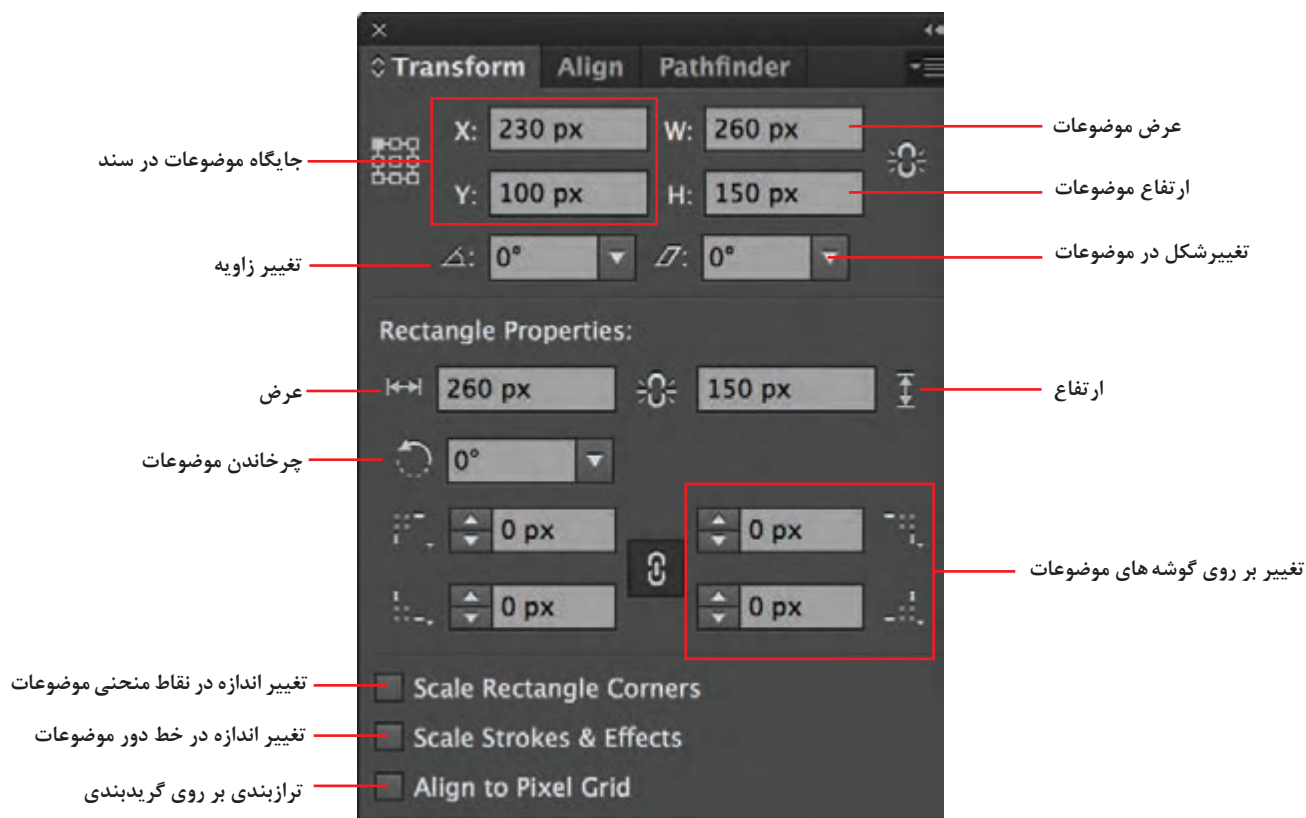 Transform Align Pathfinder
X: 230 px W: 260 px
عرض موضوعات
جایگاه موضوعات در سند
Y: 100 px H: 150 px
ارتفاع موضوعات
تغییر زاویه
0° 0°
تغییرشکل در موضوعات
Rectangle Properties:
عرض
260 px 150 px
ارتفاع
چرخاندن موضوعات
0°
0 px 0 px
تغییر بر روی گوشه های موضوعات
0 px 0 px
تغییر اندازه در نقاط منحنی موضوعات
Scale Rectangle Corners
تغییر اندازه در خط دور موضوعات
Scale Strokes & Effects
ترازبندی بر روی گریدبندی
Align to Pixel Grid